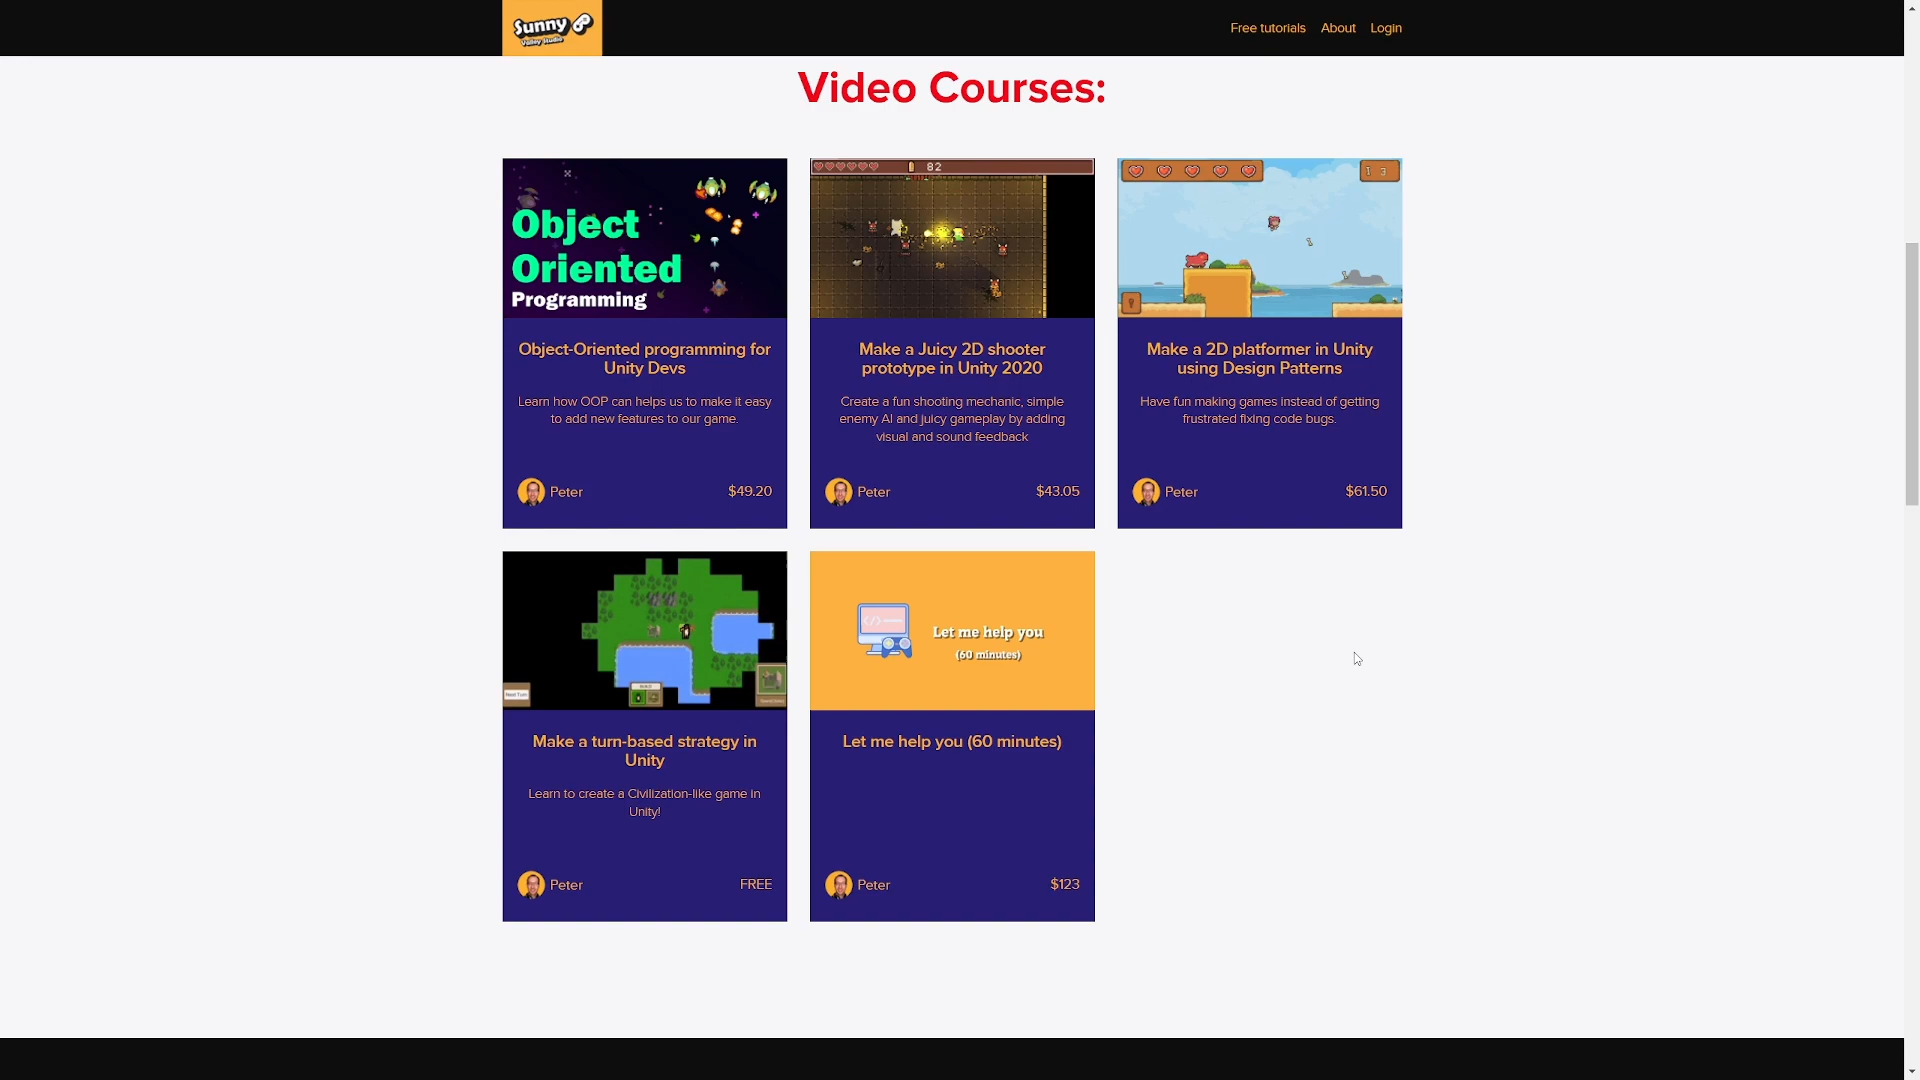 Sunny
Valley Studio
Free tutorials
About
Login
Video Courses:
Object
Oriented
Programming
82
3
Object-Oriented programming for
Unity Devs
Learn how OOP can helps us to make it easy
to add new features to our game.
Peter
$49.20
Make a Juicy 2D shooter
prototype in Unity 2020
Create a fun shooting mechanic, simple
enemy AI and juicy gameplay by adding
visual and sound feedback
Peter
$43.05
Make a 2D platformer in Unity
using Design Patterns
Have fun making games instead of getting
frustrated fixing code bugs.
Peter
$61.50
Next Turn
BUILD
Let me help you
(60 minutes)
Make a turn-based strategy in
Unity
Learn to create a Civilization-like game in
Unity!
Peter
FREE
Let me help you (60 minutes)
Peter
$123